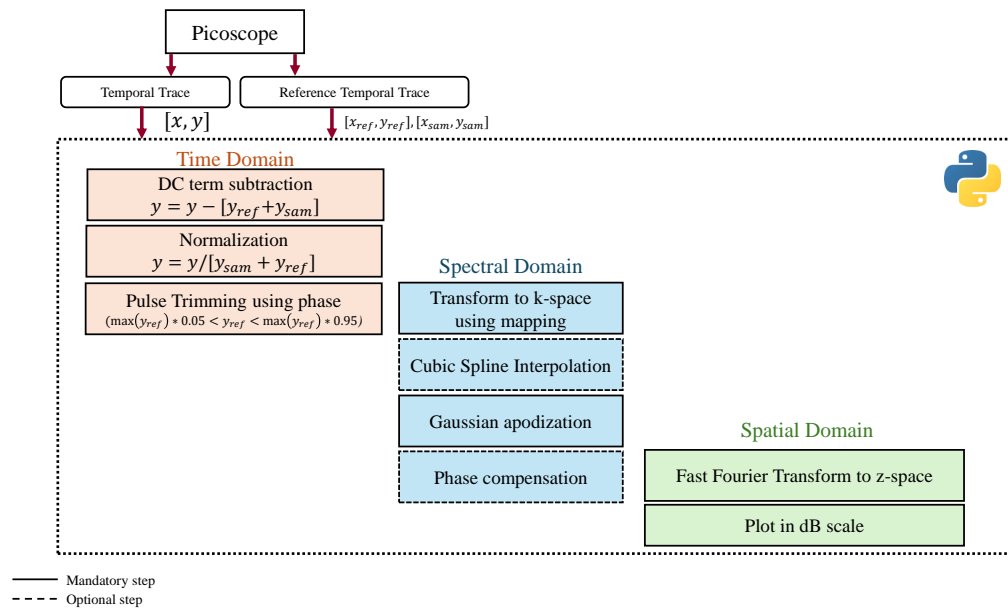 Picoscope
Temporal Trace
Reference Temporal Trace
[x, y]
[x_ref, y_ref], [x_sam, y_sam]
Time Domain
DC term subtraction
y = y − [y_ref+y_sam]
Normalization
y = y/[y_sam + y_ref]
Pulse Trimming using phase
(max(y_ref) * 0.05 < y_ref < max(y_ref) * 0.95)
Spectral Domain
Transform to k-space
using mapping
Cubic Spline Interpolation
Gaussian apodization
Phase compensation
Spatial Domain
Fast Fourier Transform to z-space
Plot in dB scale
Mandatory step
Optional step